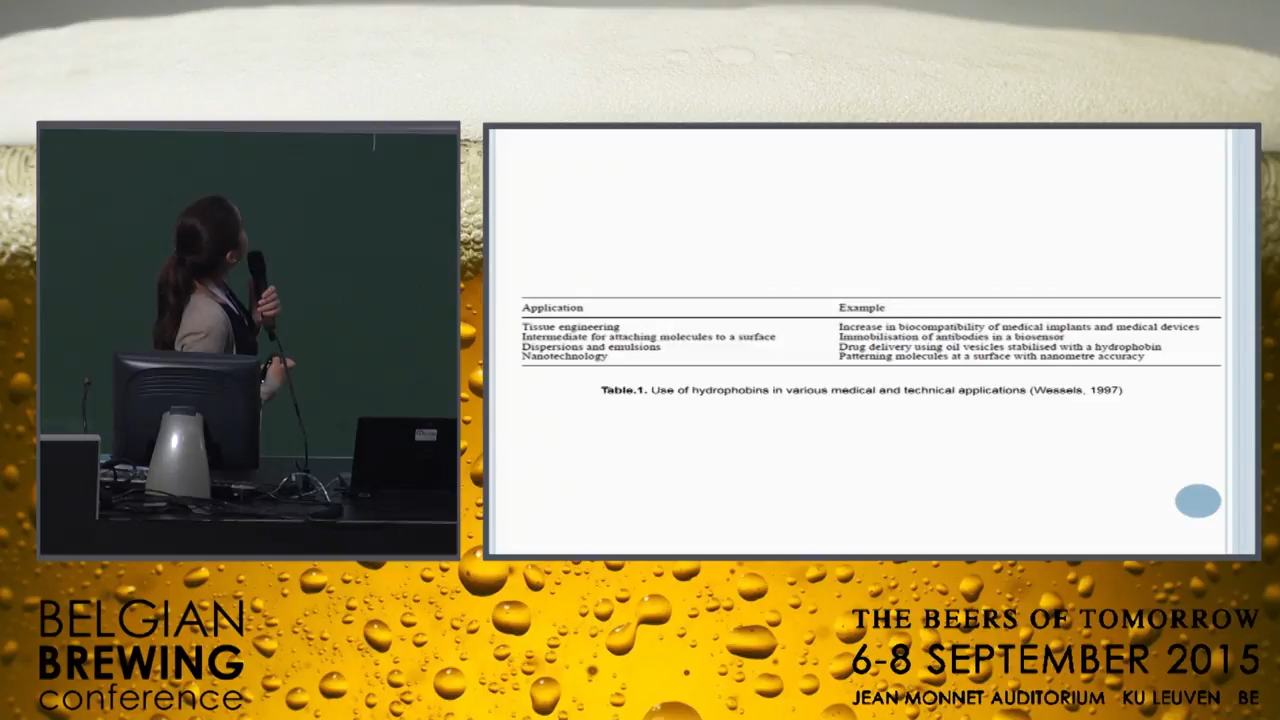 Application Example
Tissue engineering Increase in biocompatibility of medical implants and medical devices
Intermediate for attaching molecules to a surface Immobilisation of antibodies in a biosensor
Dispersions and emulsions Drug delivery using oil vesicles stabilised with a hydrophobin
Nanotechnology Patterning molecules at a surface with nanometre accuracy
Table.1. Use of hydrophobins in various medical and technical applications (Wessels, 1997)
BELGIAN
BREWING
conference
THE BEERS OF TOMORROW
6-8 SEPTEMBER 2015
JEAN MONNET AUDITORIUM KU LEUVEN BE